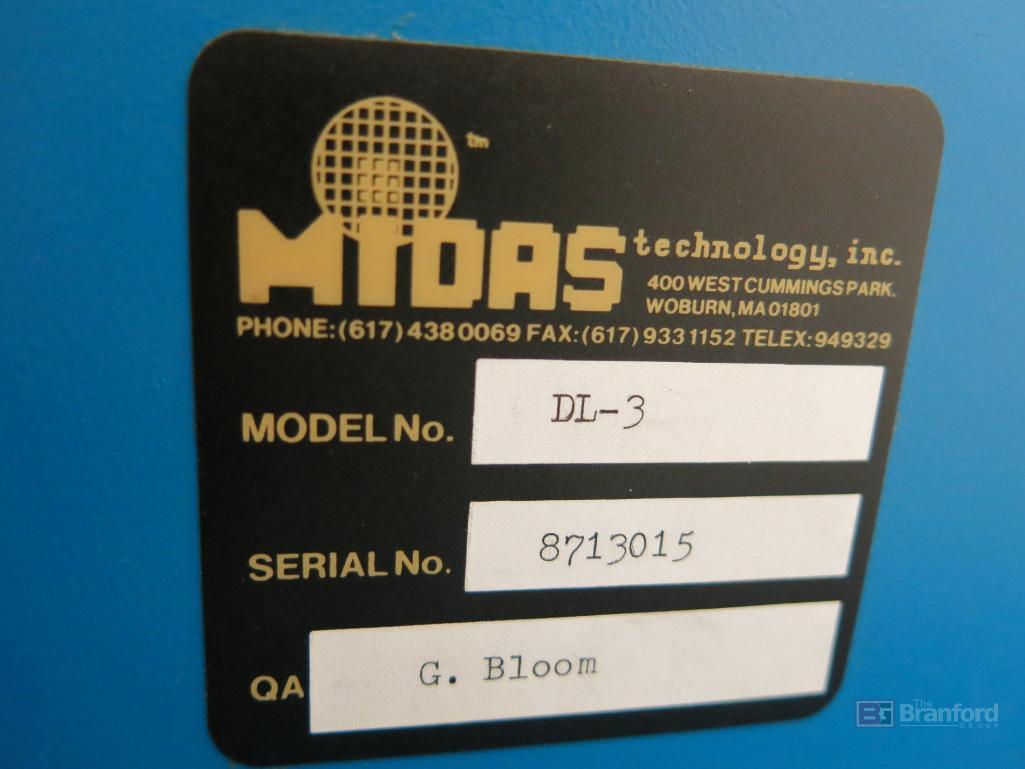 tm
MIDAS technology, inc.
400 WEST CUMMINGS PARK,
WOBURN, MA 01801
PHONE:(617) 438 0069 FAX:(617) 933 1152 TELEX:949329
MODEL No. DL-3
SERIAL No. 8713015
QA G. Bloom
BG The Branford GROUP